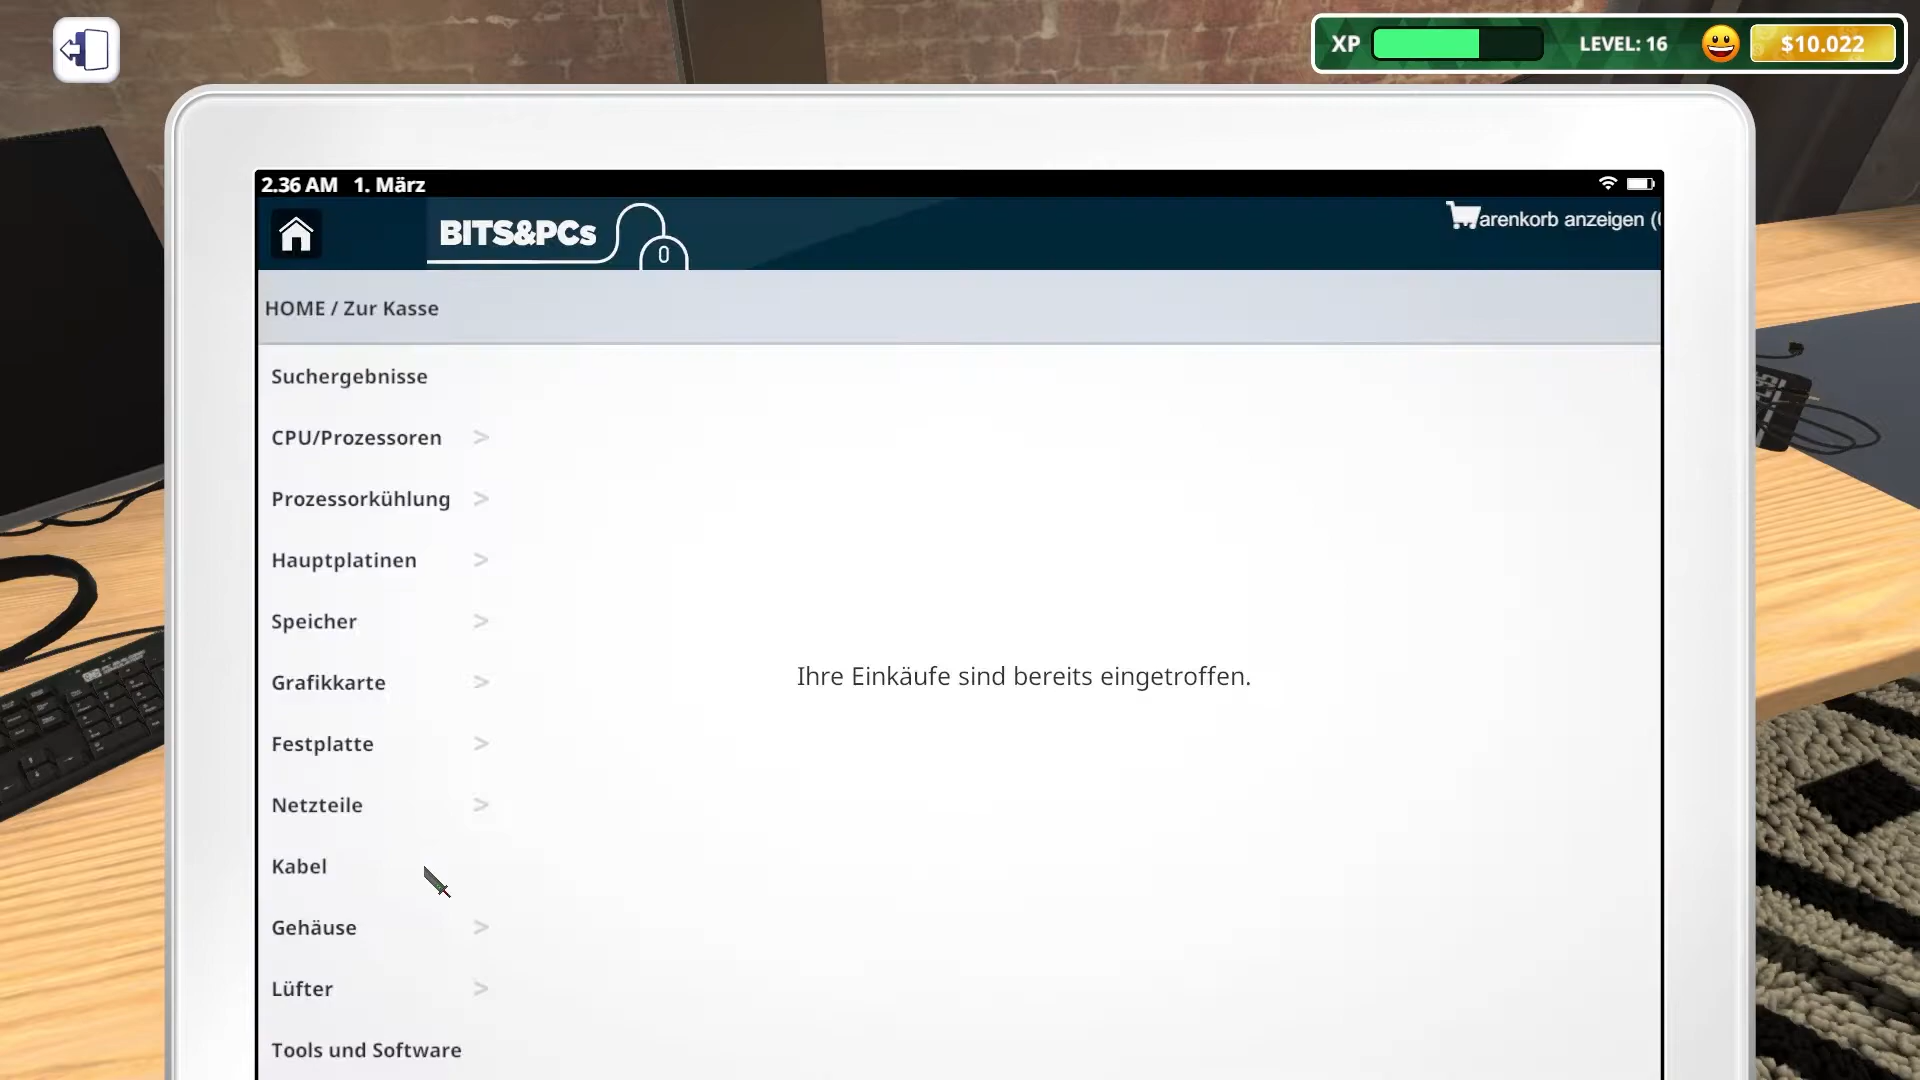 XP LEVEL: 16 $10.022
2.36 AM 1. März
BITS&PCs
arenkorb anzeigen (
HOME / Zur Kasse
Suchergebnisse
CPU/Prozessoren >
Prozessorkühlung >
Hauptplatinen >
Speicher >
Grafikkarte >
Festplatte >
Netzteile >
Kabel
Gehäuse >
Lüfter >
Tools und Software
Ihre Einkäufe sind bereits eingetroffen.